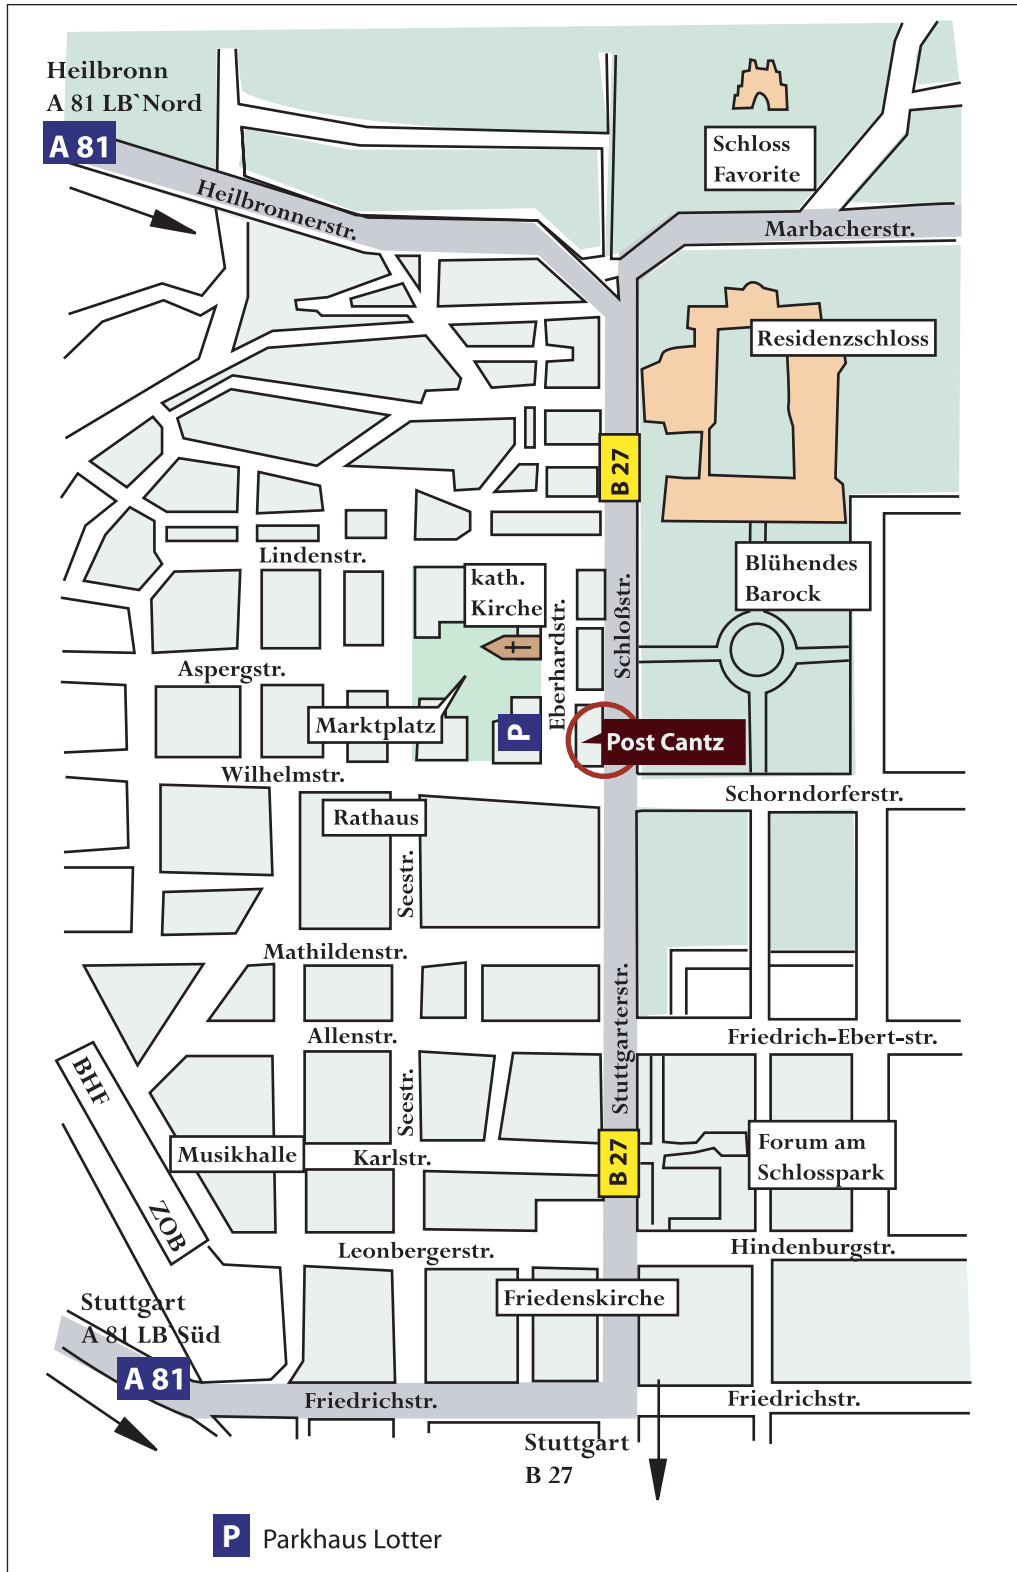 Heilbronn
A 81 LB`Nord
A 81
Heilbronnerstr.
Schloss
Favorite
Marbacherstr.
Residenzschloss
B 27
Lindenstr.
Blühendes
Barock
kath.
Kirche
Eberhardstr.
Schloßstr.
Aspergstr.
Marktplatz
P
Post Cantz
Wilhelmstr.
Schorndorferstr.
Rathaus
Seestr.
Mathildenstr.
Stuttgarterstr.
Allenstr.
Friedrich-Ebert-str.
BHF
ZOB
Seestr.
Musikhalle
Karlstr.
B 27
Forum am
Schlosspark
Leonbergerstr.
Hindenburgstr.
Friedenskirche
Stuttgart
A 81 LB`Süd
A 81
Friedrichstr.
Friedrichstr.
Stuttgart
B 27
P Parkhaus Lotter